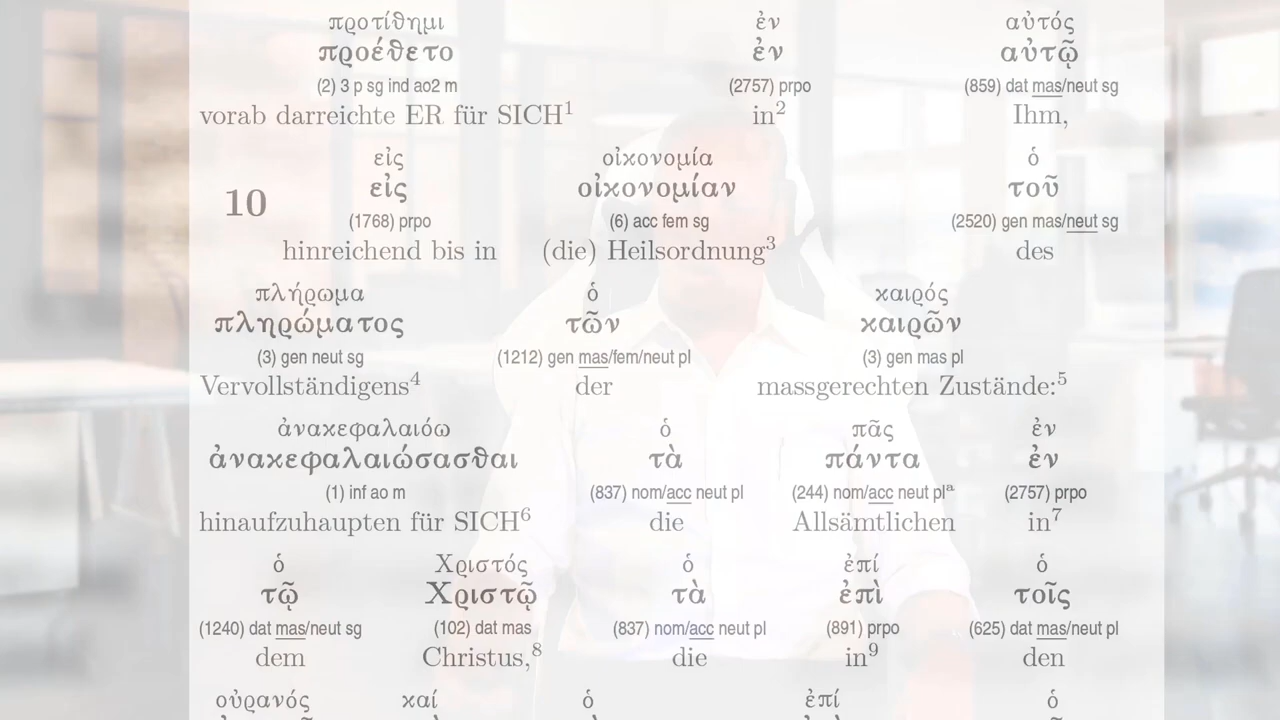 προτίθημι ἐν αὐτός
προέθετο ἐν αὐτῷ
(2) 3 p sg ind ao2 m (2757) prpo (859) dat mas/neut sg
vorab darreichte ER für SICH¹ in² Ihm,
εἰς οἰκονομία ὁ
10 εἰς οἰκονομίαν τοῦ
(1768) prpo (6) acc fem sg (2520) gen mas/neut sg
hinreichend bis in (die) Heilsordnung³ des
πλήρωμα ὁ καιρός
πληρώματος τῶν καιρῶν
(3) gen neut sg (1212) gen mas/fem/neut pl (3) gen mas pl
Vervollständigens⁴ der massgerechten Zustände:⁵
ἀνακεφαλαιόω ὁ πᾶς ἐν
ἀνακεφαλαιώσασθαι τὰ πάντα ἐν
(1) inf ao m (837) nom/acc neut pl (244) nom/acc neut plª (2757) prpo
hinaufzuhaupten für SICH⁶ die Allsämtlichen in⁷
ὁ Χριστός ὁ ἐπί ὁ
τῷ Χριστῷ τὰ ἐπὶ τοῖς
(1240) dat mas/neut sg (102) dat mas (837) nom/acc neut pl (891) prpo (625) dat mas/neut pl
dem Christus,⁸ die in⁹ den
οὐρανός καί ὁ ἐπί ὁ